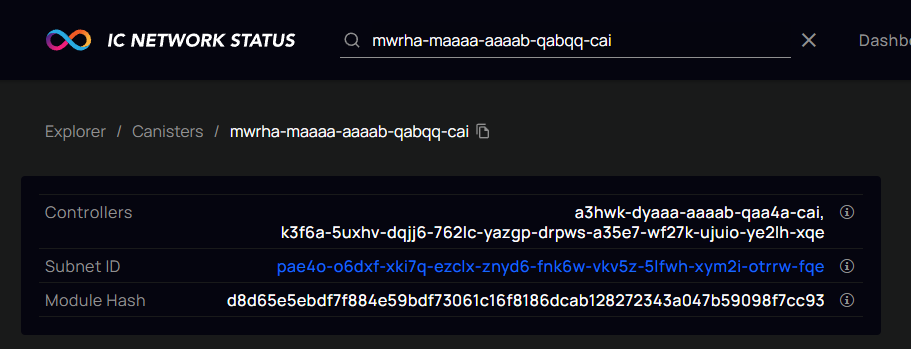 IC NETWORK STATUS
mwrha-maaaa-aaaab-qabqq-cai
Dashb
Explorer / Canisters / mwrha-maaaa-aaaab-qabqq-cai
Controllers
a3hwk-dyaaa-aaaab-qaa4a-cai,
k3f6a-5uxhv-dqjj6-762lc-yazgp-drpws-a35e7-wf27k-ujuio-ye2lh-xqe
Subnet ID
pae4o-o6dxf-xki7q-ezclx-znyd6-fnk6w-vkv5z-5lfwh-xym2i-otrrw-fqe
Module Hash
d8d65e5ebdf7f884e59bdf73061c16f8186dcab128272343a047b59098f7cc93